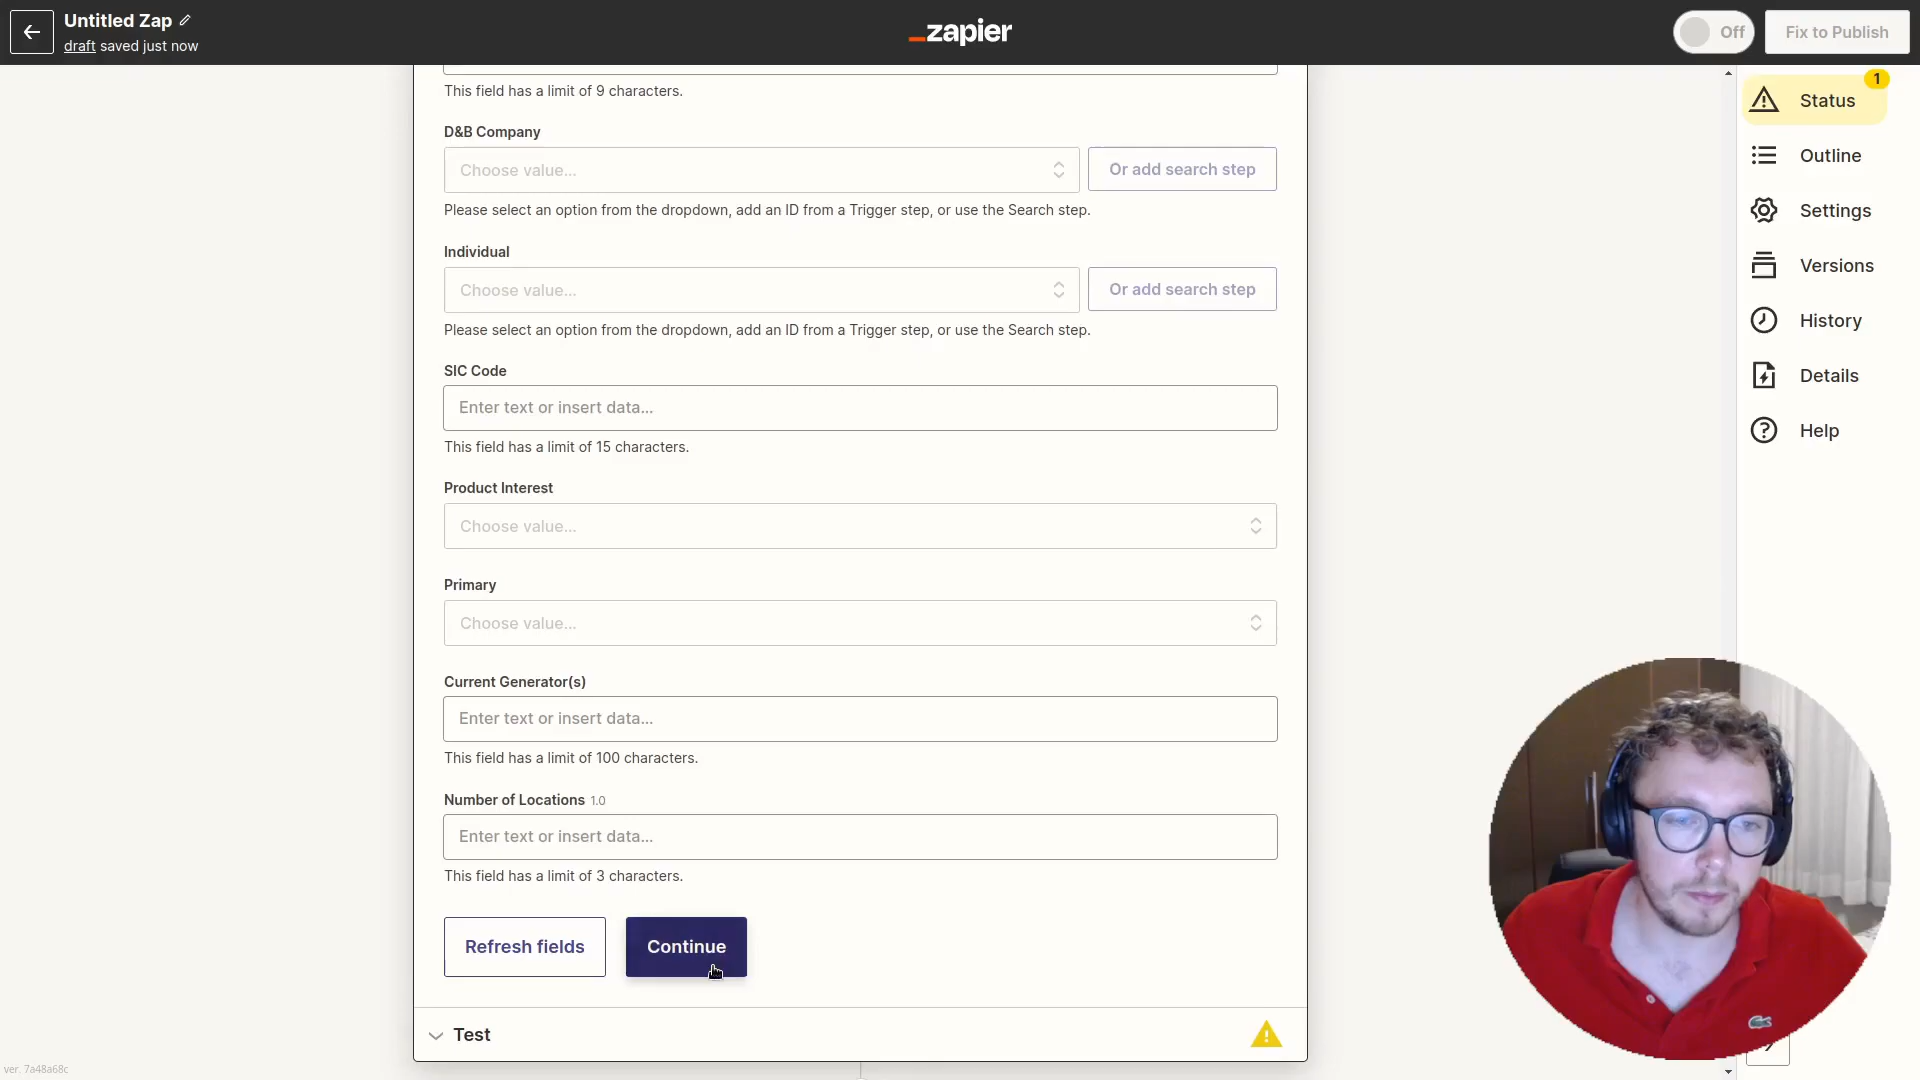 Untitled Zap
draft saved just now
zapier
Off
Fix to Publish
This field has a limit of 9 characters.
D&B Company
Choose value...
Or add search step
Please select an option from the dropdown, add an ID from a Trigger step, or use the Search step.
Individual
Choose value...
Or add search step
Please select an option from the dropdown, add an ID from a Trigger step, or use the Search step.
SIC Code
Enter text or insert data...
This field has a limit of 15 characters.
Product Interest
Choose value...
Primary
Choose value...
Current Generator(s)
Enter text or insert data...
This field has a limit of 100 characters.
Number of Locations 1.0
Enter text or insert data...
This field has a limit of 3 characters.
Refresh fields
Continue
Test
1
Status
Outline
Settings
Versions
History
Details
Help
ver. 7a48a68c